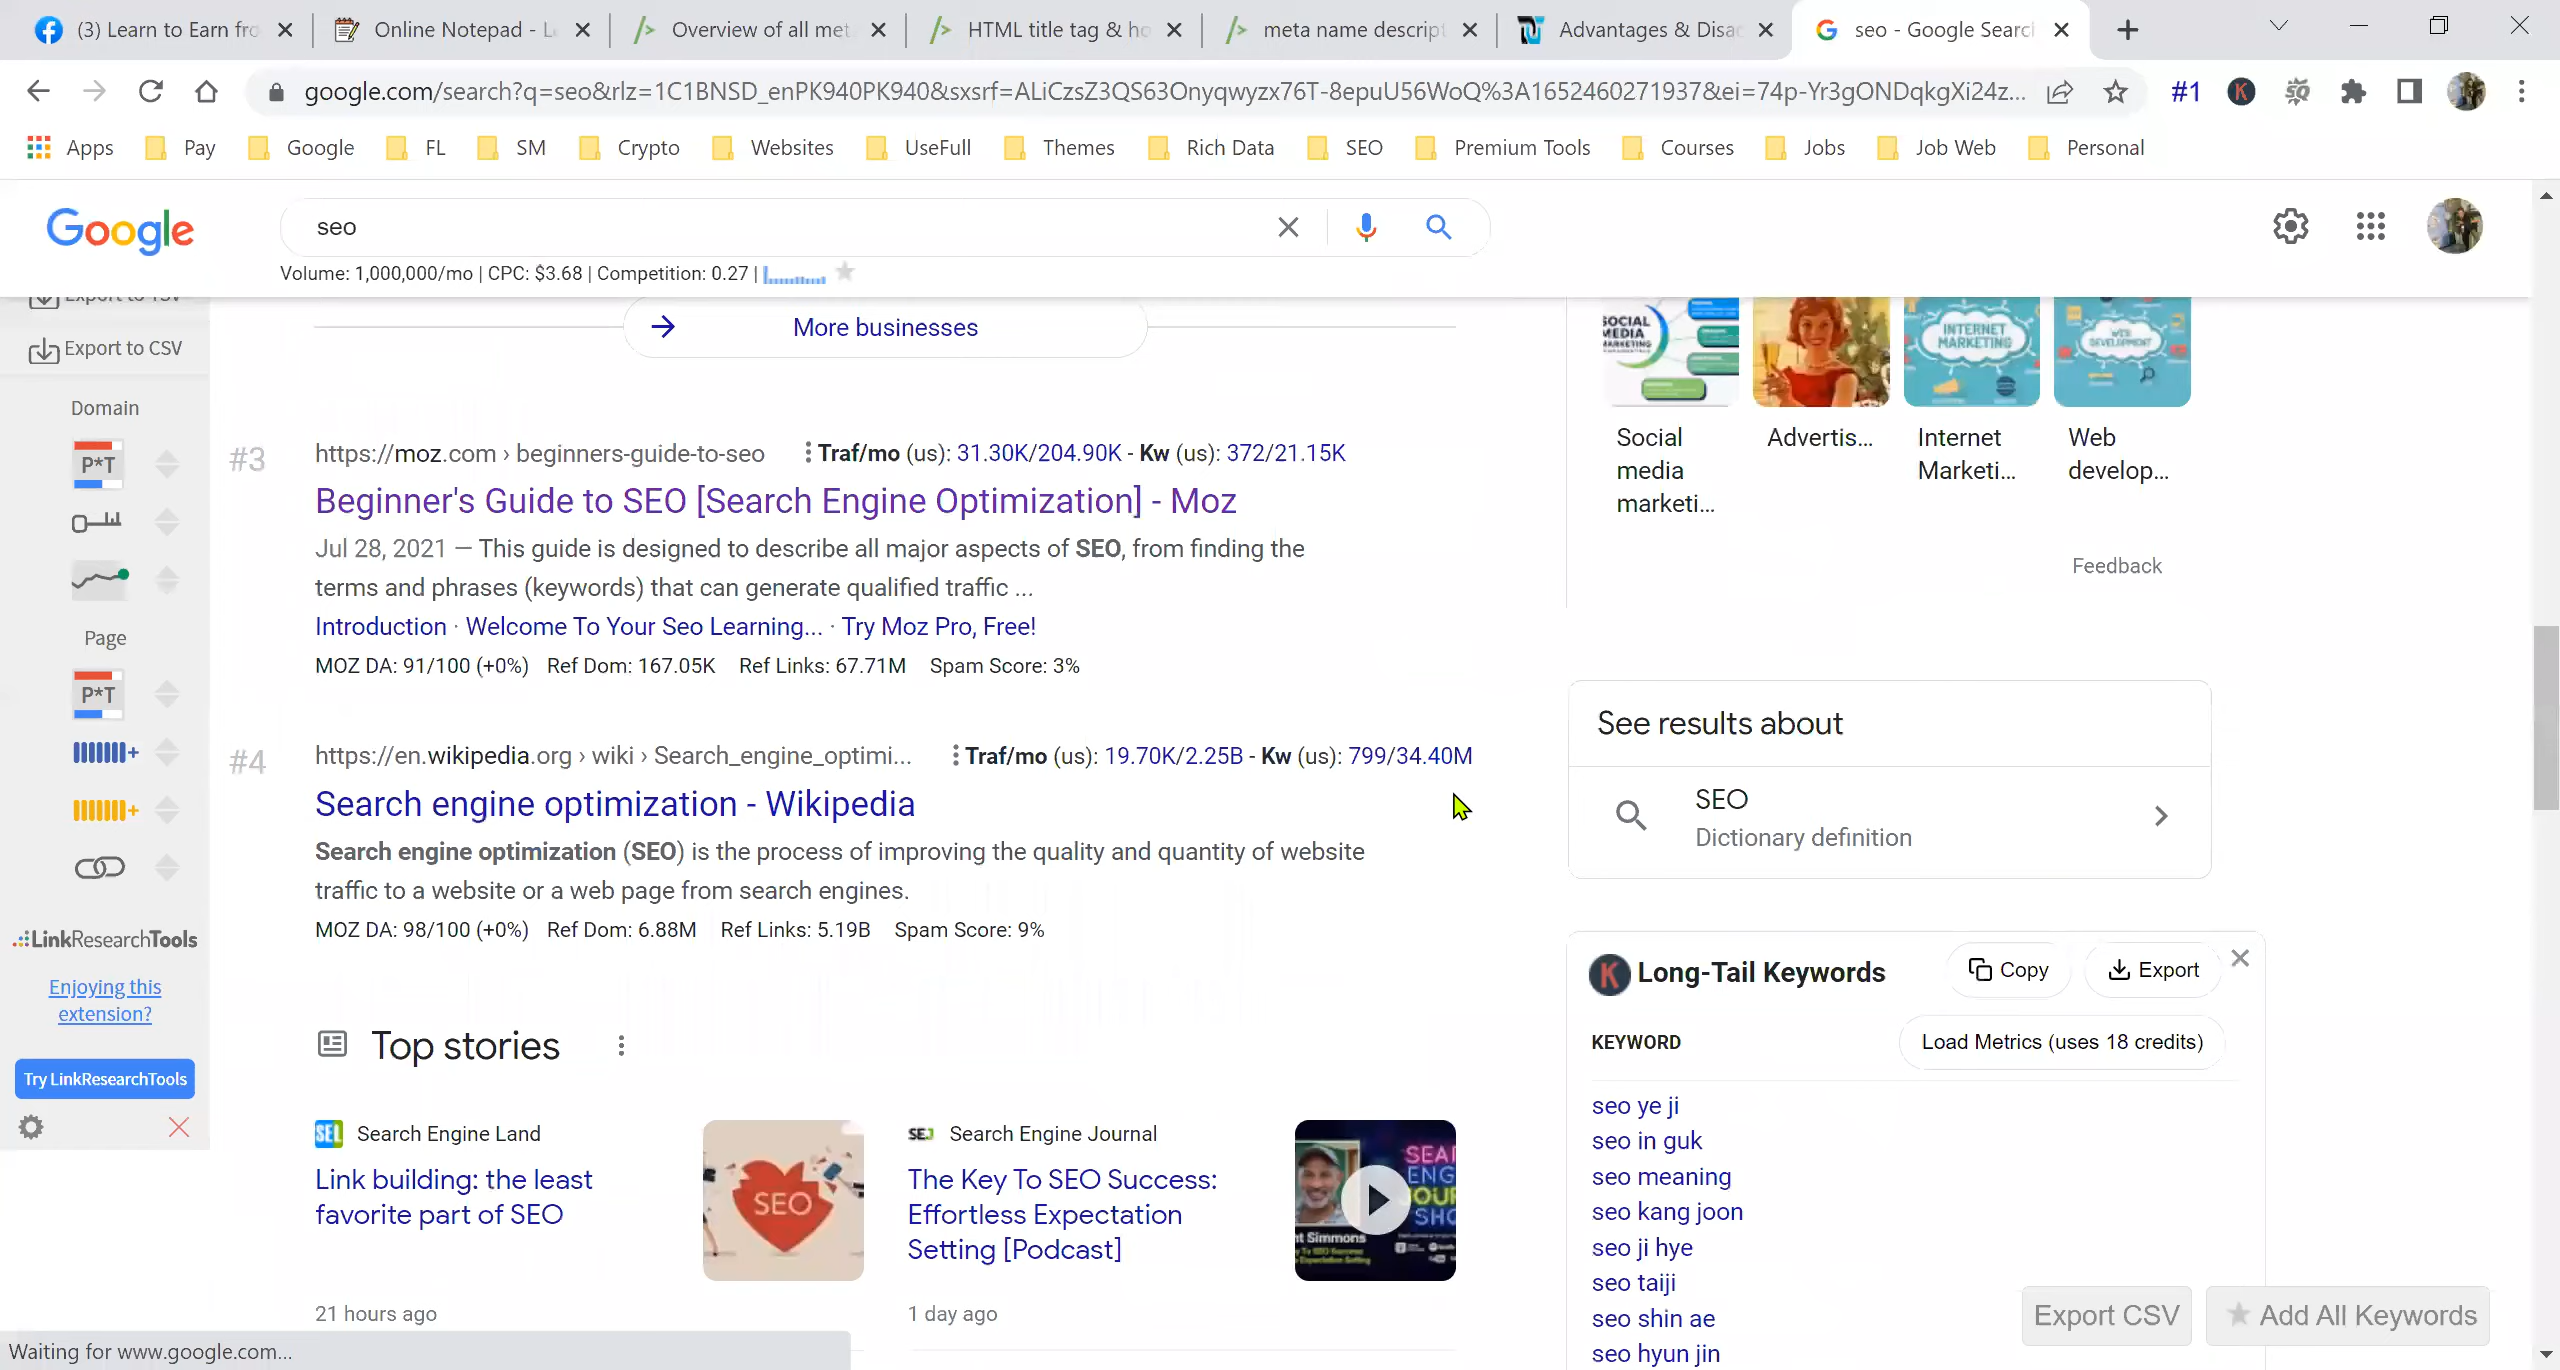 (3) Learn to Earn fro
Online Notepad - L
Overview of all met
HTML title tag & ho
meta name descript
Advantages & Disa
seo - Google Searc
google.com/search?q=seo&rlz=1C1BNSD_enPK940PK940&sxsrf=ALiCzsZ3QS63Onyqwyzx76T-8epuU56WoQ%3A1652460271937&ei=74p-Yr3gONDqkgXi24z...
#1
Apps
Pay
Google
FL
SM
Crypto
Websites
UseFull
Themes
Rich Data
SEO
Premium Tools
Courses
Jobs
Job Web
Personal
Google
seo
Volume: 1,000,000/mo | CPC: $3.68 | Competition: 0.27 |
Export to CSV
Domain
P*T
Page
P*T
LinkResearchTools
Enjoying this
extension?
Try LinkResearchTools
More businesses
#3
https://moz.com › beginners-guide-to-seo
Traf/mo (us): 31.30K/204.90K - Kw (us): 372/21.15K
Beginner's Guide to SEO [Search Engine Optimization] - Moz
Jul 28, 2021 — This guide is designed to describe all major aspects of SEO, from finding the
terms and phrases (keywords) that can generate qualified traffic ...
Introduction · Welcome To Your Seo Learning... · Try Moz Pro, Free!
MOZ DA: 91/100 (+0%) Ref Dom: 167.05K Ref Links: 67.71M Spam Score: 3%
#4
https://en.wikipedia.org › wiki › Search_engine_optimi...
Traf/mo (us): 19.70K/2.25B - Kw (us): 799/34.40M
Search engine optimization - Wikipedia
Search engine optimization (SEO) is the process of improving the quality and quantity of website
traffic to a website or a web page from search engines.
MOZ DA: 98/100 (+0%) Ref Dom: 6.88M Ref Links: 5.19B Spam Score: 9%
Top stories
SEL Search Engine Land
Link building: the least
favorite part of SEO
SEO
21 hours ago
SEJ Search Engine Journal
The Key To SEO Success:
Effortless Expectation
Setting [Podcast]
1 day ago
SOCIAL
MEDIA
MARKETING
INTERNET
MARKETING
WEB
DEVELOPMENT
Social
media
marketi...
Advertis...
Internet
Marketi...
Web
develop...
Feedback
See results about
SEO
Dictionary definition
K Long-Tail Keywords
Copy
Export
KEYWORD
Load Metrics (uses 18 credits)
seo ye ji
seo in guk
seo meaning
seo kang joon
seo ji hye
seo taiji
seo shin ae
seo hyun jin
Export CSV
Add All Keywords
Waiting for www.google.com...